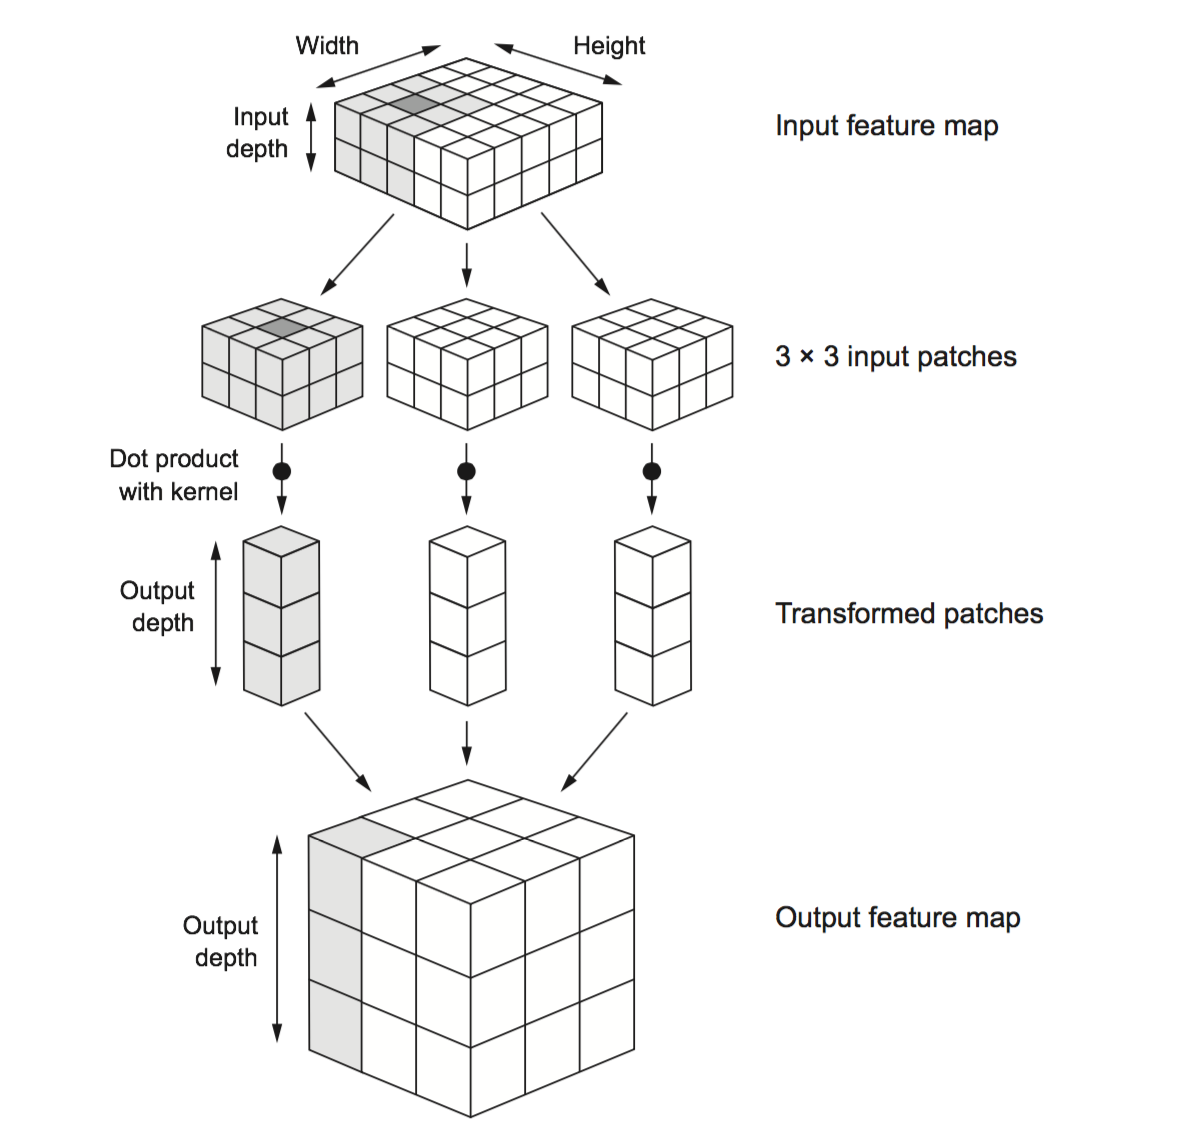 Width
Height
Input
depth
Input feature map
3 × 3 input patches
Dot product
with kernel
Output
depth
Transformed patches
Output
depth
Output feature map